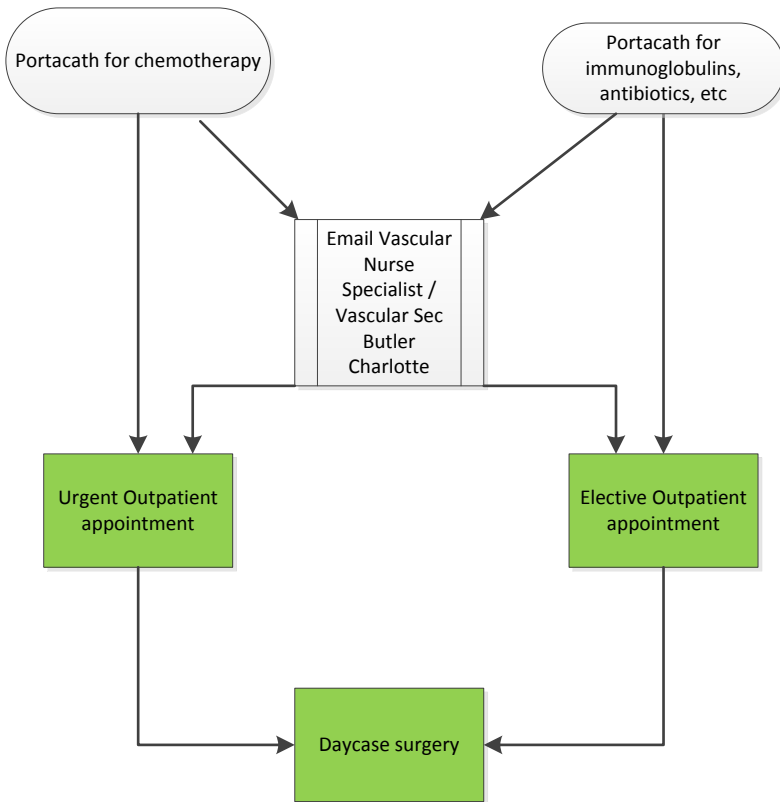 Portacath for chemotherapy
Portacath for
immunoglobulins,
antibiotics, etc
Email Vascular
Nurse
Specialist /
Vascular Sec
Butler
Charlotte
Urgent Outpatient
appointment
Elective Outpatient
appointment
Daycase surgery